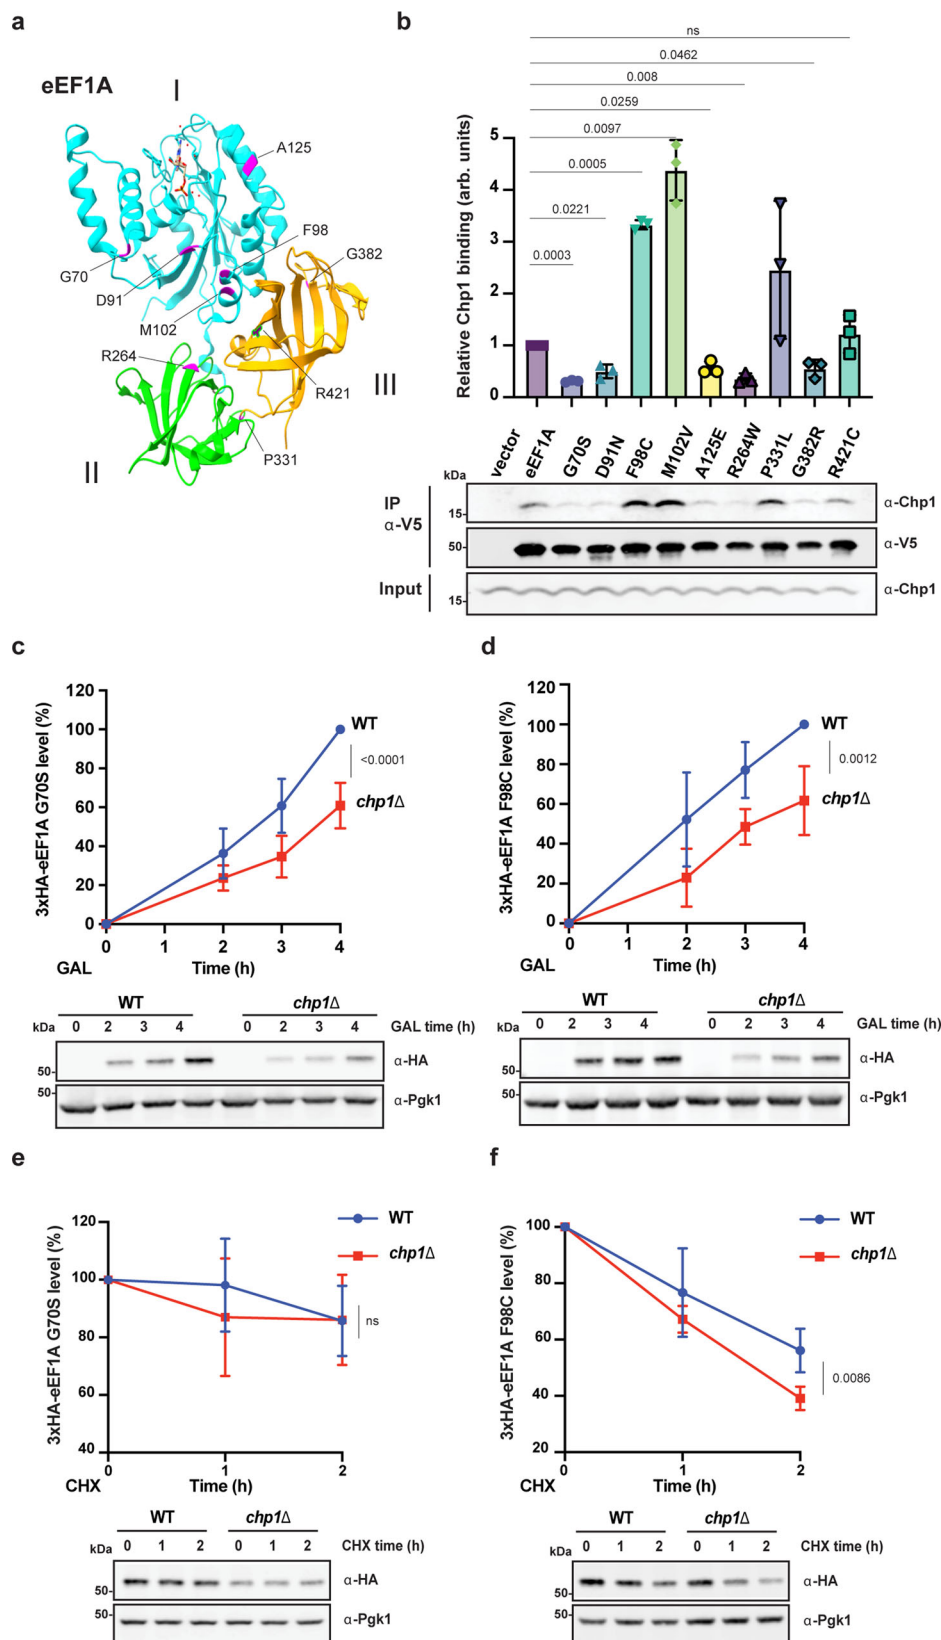 a
eEF1A
I
A125
F98
G382
G70
D91
M102
R264
R421
III
P331
II
b
ns
0.0462
0.008
0.0259
0.0097
0.0005
0.0221
0.0003
Relative Chp1 binding (arb. units)
5
4
3
2
1
0
vector
eEF1A
G70S
D91N
F98C
M102V
A125E
R264W
P331L
G382R
R421C
kDa
IP
α-V5
15-
α-Chp1
50-
α-V5
Input
15-
α-Chp1
c
3xHA-eEF1A G70S level (%)
120
100
80
60
40
20
0
WT
<0.0001
chp1Δ
0 1 2 3 4
GAL Time (h)
WT chp1Δ
kDa 0 2 3 4 0 2 3 4 GAL time (h)
50- α-HA
50- α-Pgk1
d
3xHA-eEF1A F98C level (%)
120
100
80
60
40
20
0
WT
0.0012
chp1Δ
0 1 2 3 4
GAL Time (h)
WT chp1Δ
kDa 0 2 3 4 0 2 3 4 GAL time (h)
50- α-HA
50- α-Pgk1
e
3xHA-eEF1A G70S level (%)
120
100
80
60
40
WT
chp1Δ
ns
0 1 2
CHX Time (h)
WT chp1Δ
kDa 0 1 2 0 1 2 CHX time (h)
50- α-HA
50- α-Pgk1
f
3xHA-eEF1A F98C level (%)
100
80
60
40
20
WT
chp1Δ
0.0086
0 1 2
CHX Time (h)
WT chp1Δ
kDa 0 1 2 0 1 2 CHX time (h)
50- α-HA
50- α-Pgk1